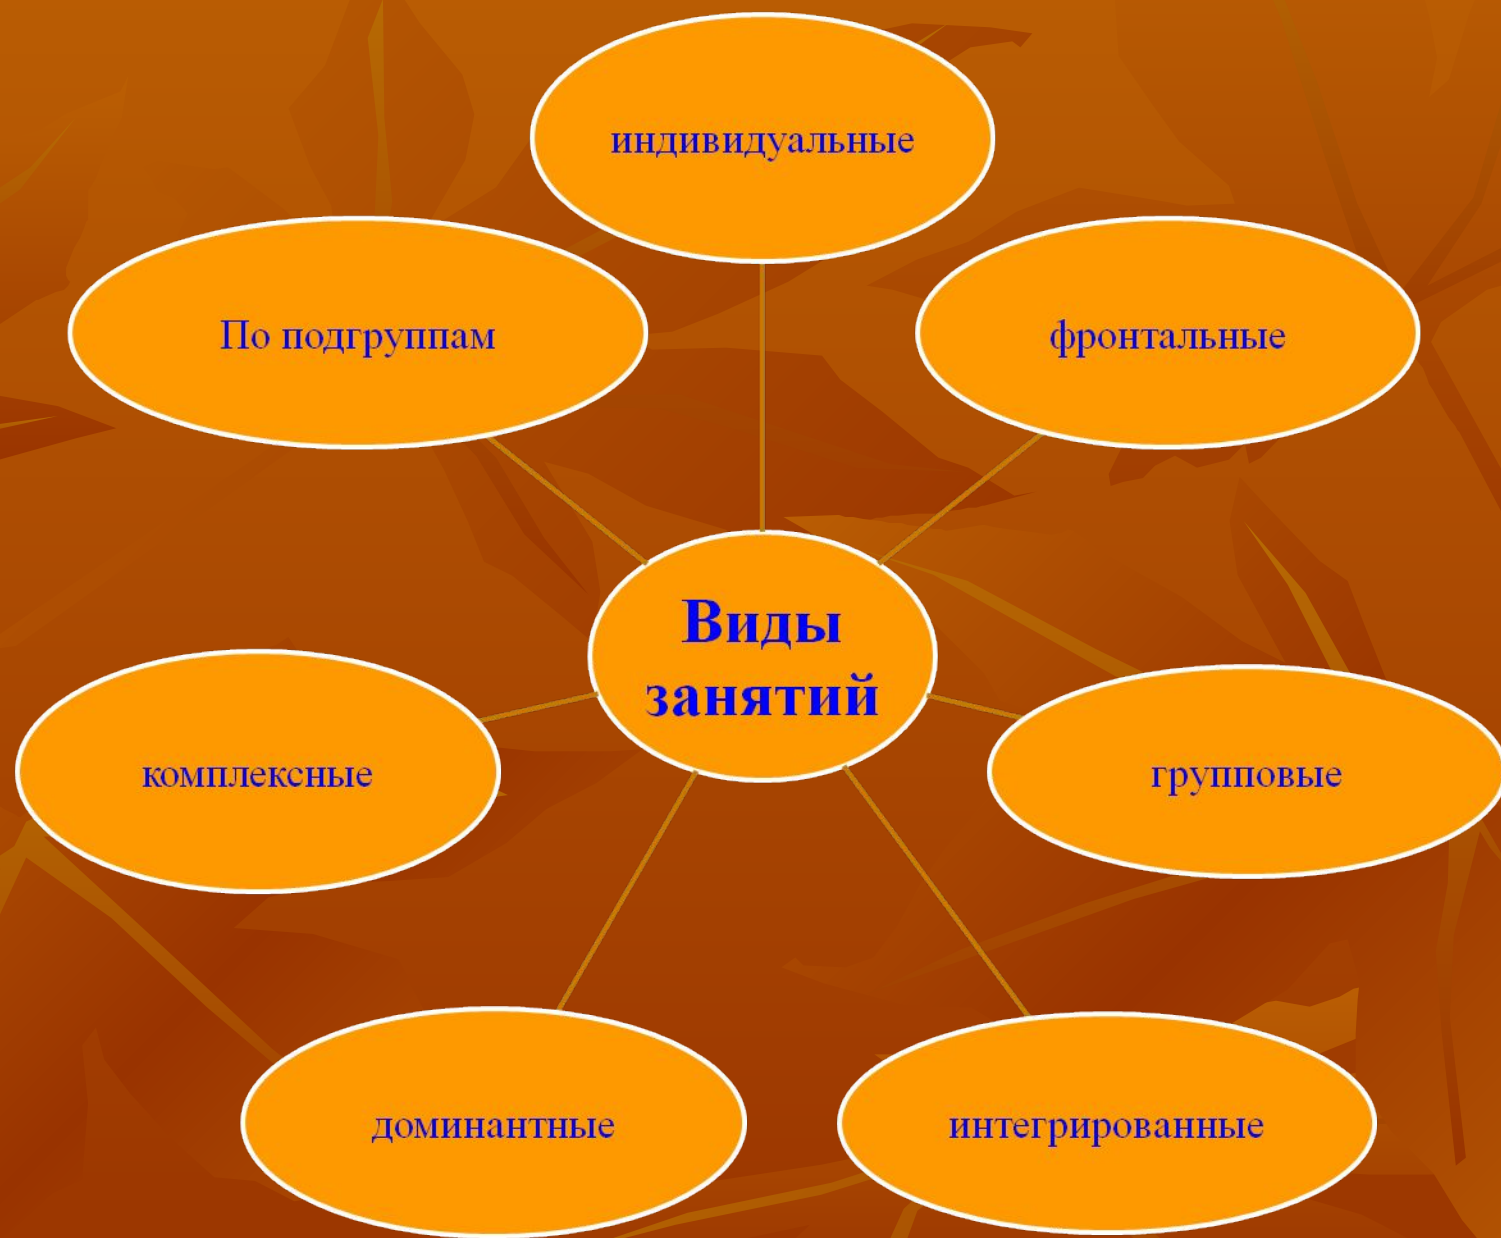 индивидуальные
По подгруппам
фронтальные
Виды
занятий
комплексные
групповые
доминантные
интегрированные